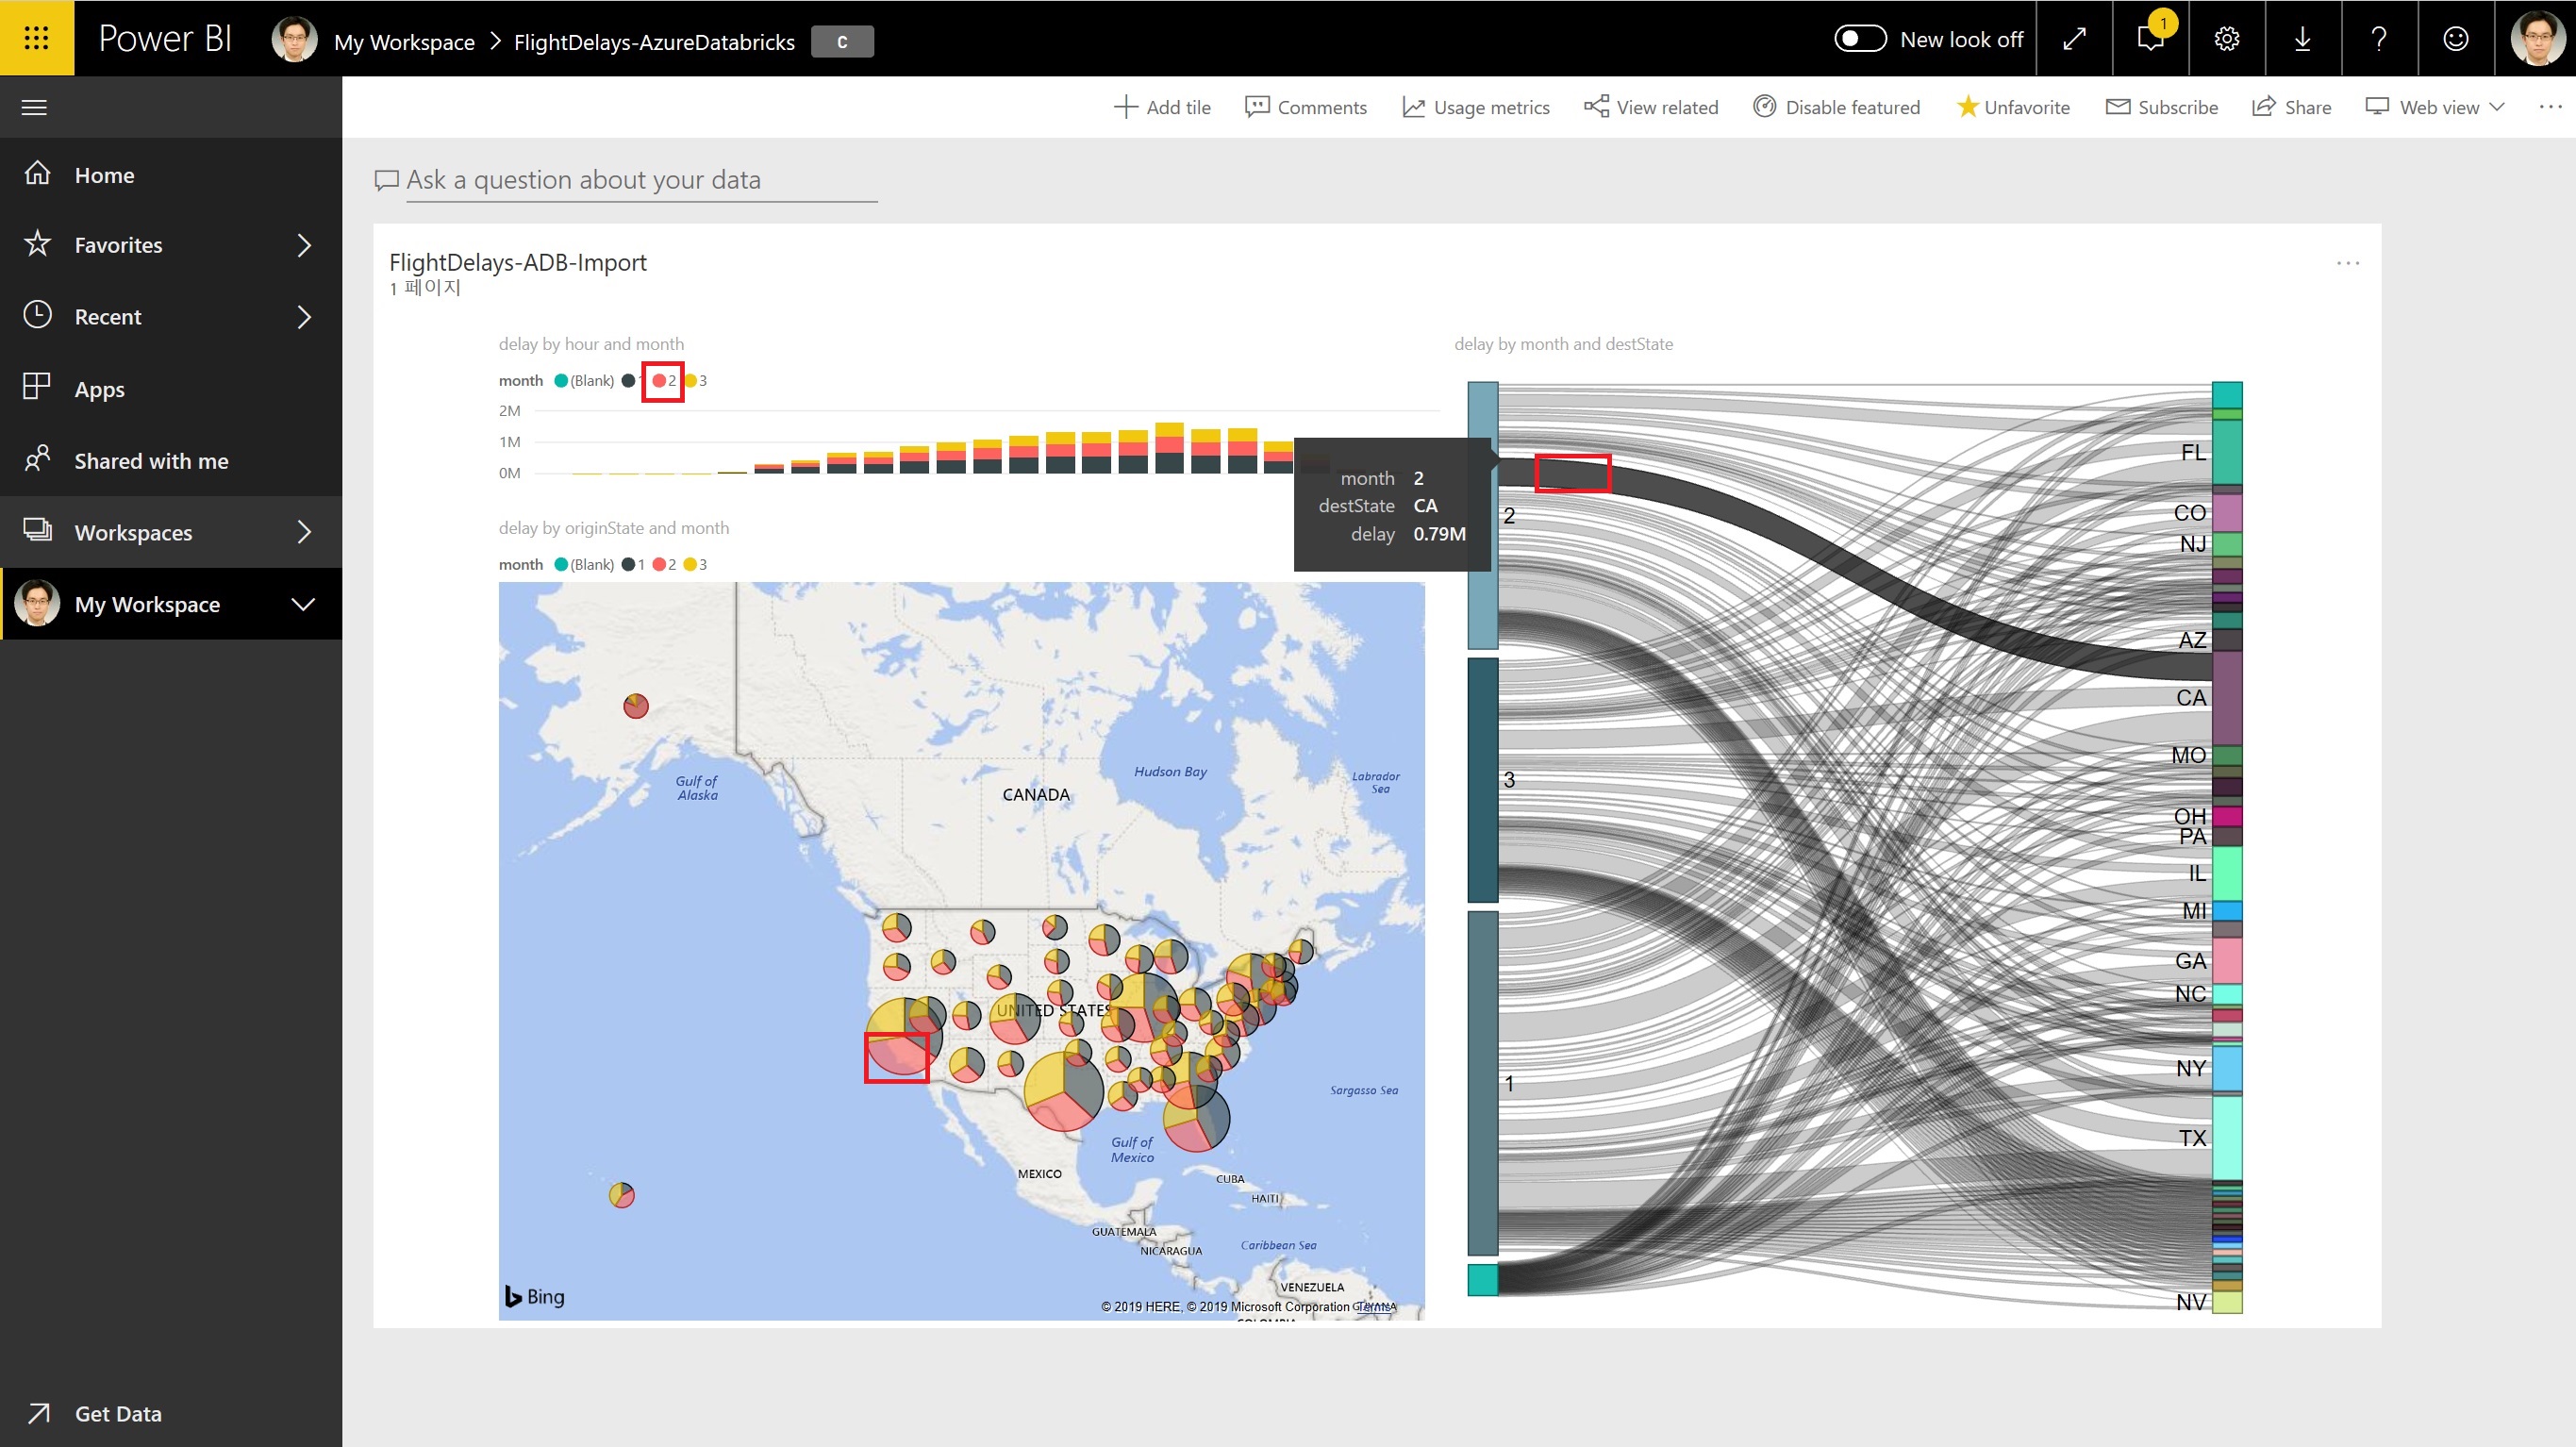 Power BI
My Workspace > FlightDelays-AzureDatabricks C
New look off
1
?
Add tile Comments Usage metrics View related Disable featured Unfavorite Subscribe Share Web view ...
Home
Favorites
Recent
Apps
Shared with me
Workspaces
My Workspace
Get Data
Ask a question about your data
FlightDelays-ADB-Import
1 페이지
delay by hour and month
month (Blank) 1 2 3
2M
1M
0M
delay by originState and month
month (Blank) 1 2 3
Gulf of
Alaska
CANADA
Hudson Bay
Labrador
Sea
UNITED STATES
Sargasso Sea
Gulf of
Mexico
MEXICO
CUBA
HAITI
GUATEMALA
NICARAGUA
Caribbean Sea
VENEZUELA
GUYANA
COLOMBIA
Bing
© 2019 HERE, © 2019 Microsoft Corporation Terms
delay by month and destState
month 2
destState CA
delay 0.79M
2
3
1
FL
CO
NJ
AZ
CA
MO
OH
PA
IL
MI
GA
NC
NY
TX
NV